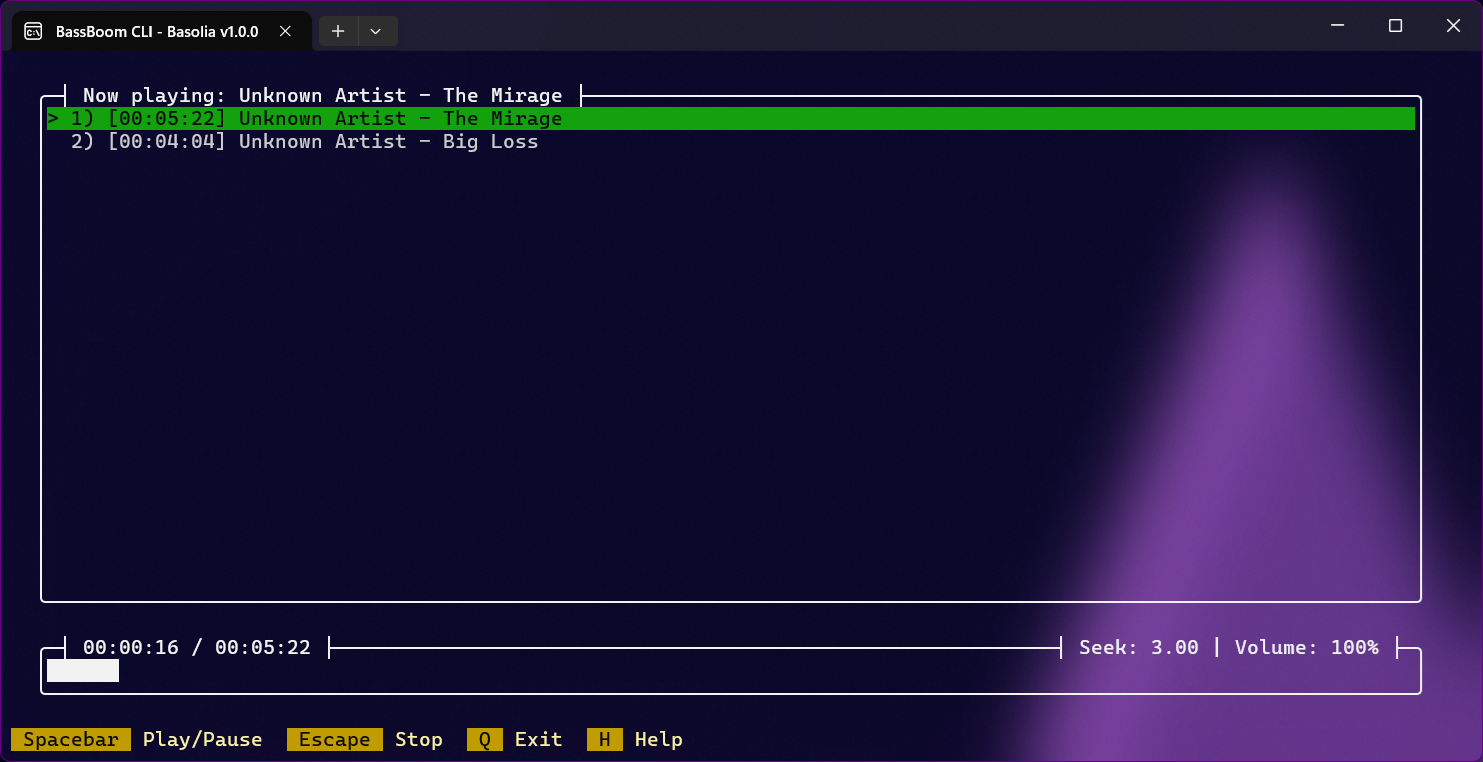 BassBoom CLI - Basolia v1.0.0
Now playing: Unknown Artist - The Mirage
> 1) [00:05:22] Unknown Artist - The Mirage
2) [00:04:04] Unknown Artist - Big Loss
00:00:16 / 00:05:22 Seek: 3.00 | Volume: 100%
Spacebar Play/Pause Escape Stop Q Exit H Help